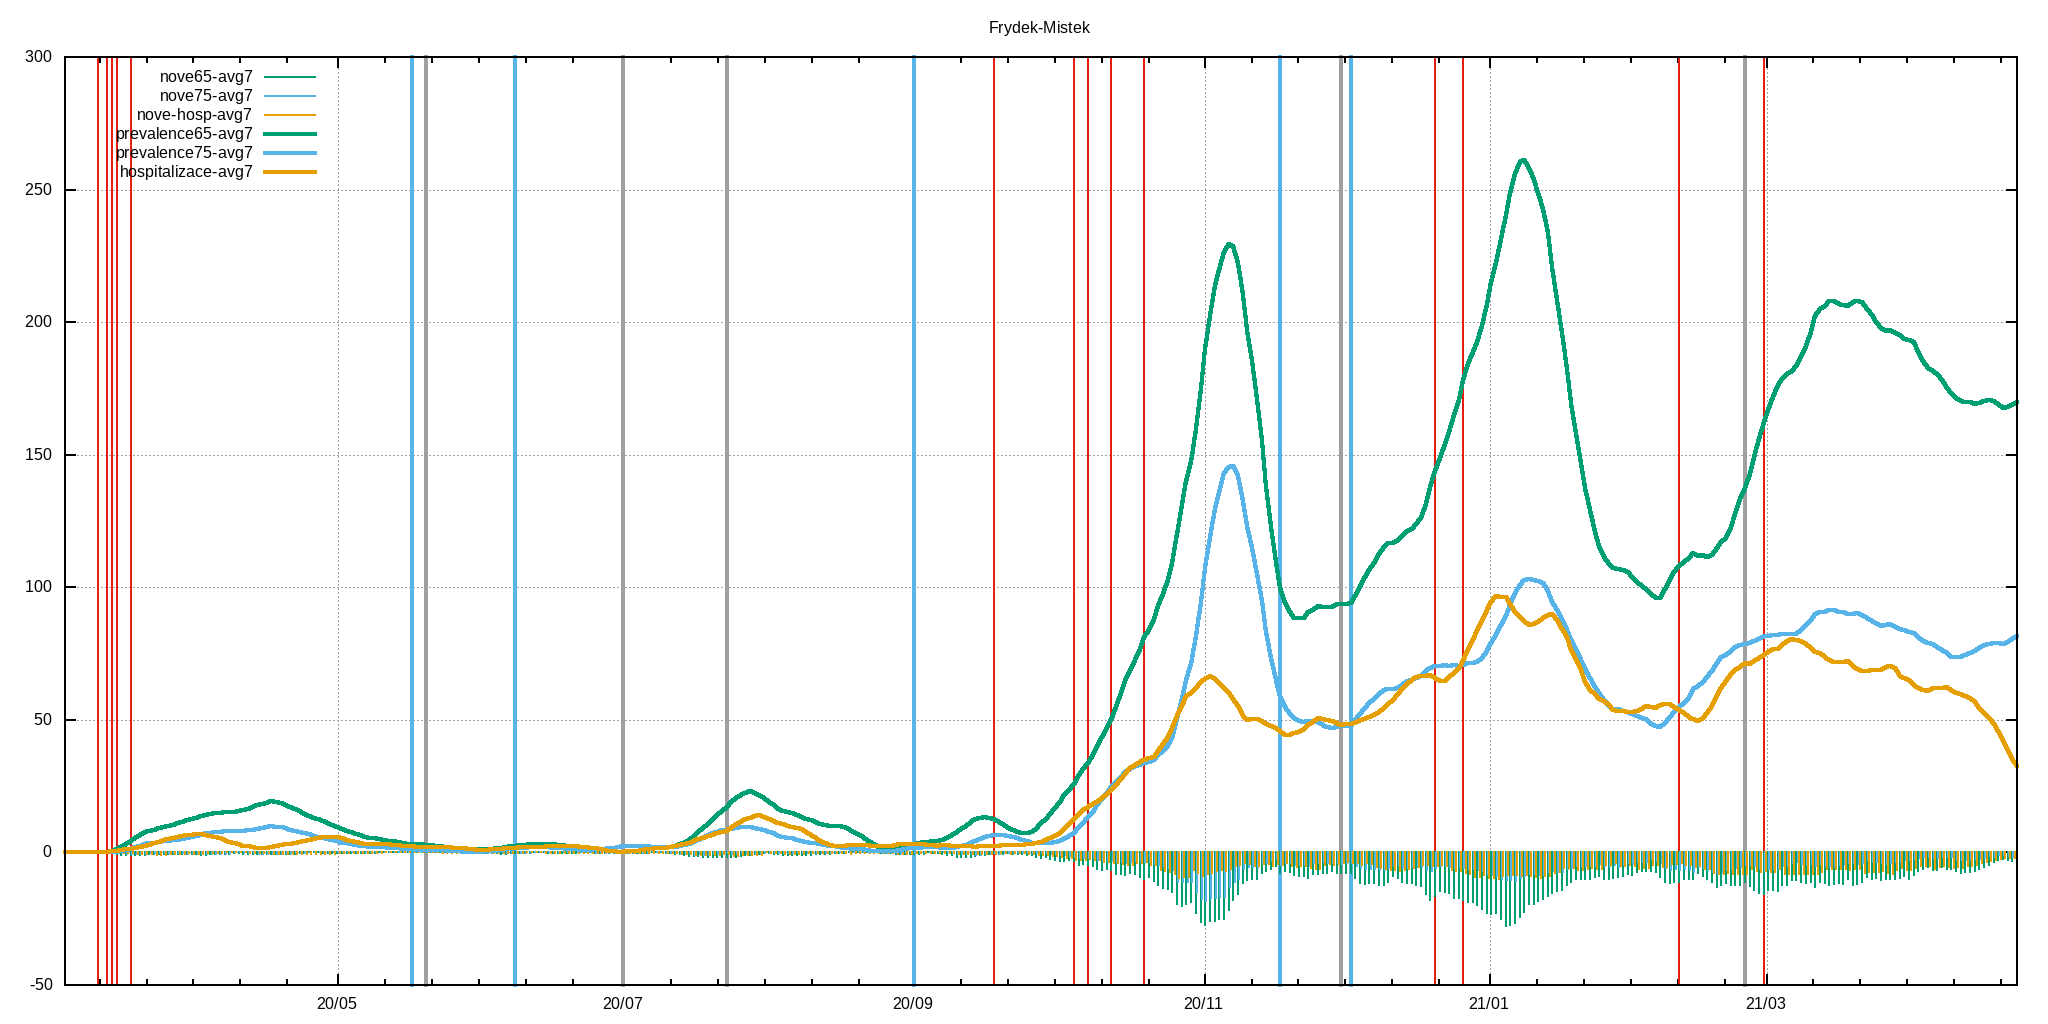 Frydek-Mistek
300
250
200
150
100
50
0
-50
nove65-avg7
nove75-avg7
nove-hosp-avg7
prevalence65-avg7
prevalence75-avg7
hospitalizace-avg7
20/05
20/07
20/09
20/11
21/01
21/03